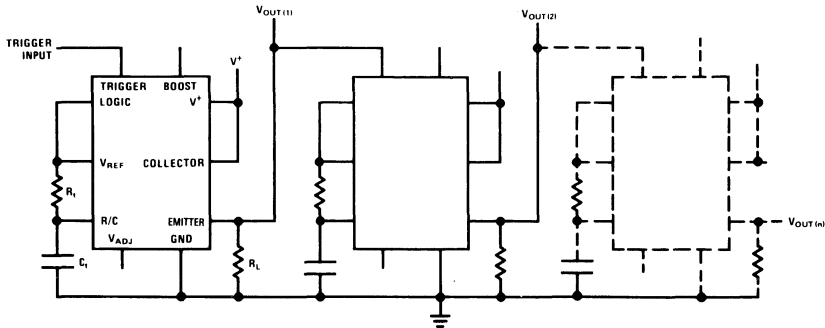 VOUT(1)
VOUT(2)
TRIGGER
INPUT
V+
TRIGGER BOOST
LOGIC V+
VREF COLLECTOR
Rt
R/C EMITTER
VADJ GND
Ct
RL
VOUT(n)